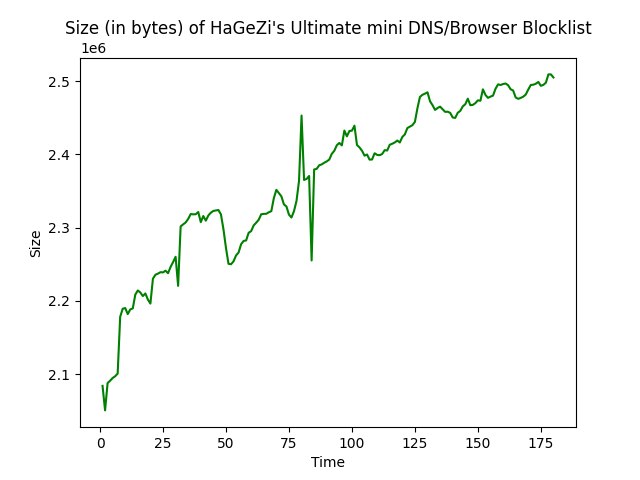 Size (in bytes) of HaGeZi's Ultimate mini DNS/Browser Blocklist
1e6
2.5
2.4
2.3
2.2
2.1
Size
0 25 50 75 100 125 150 175
Time